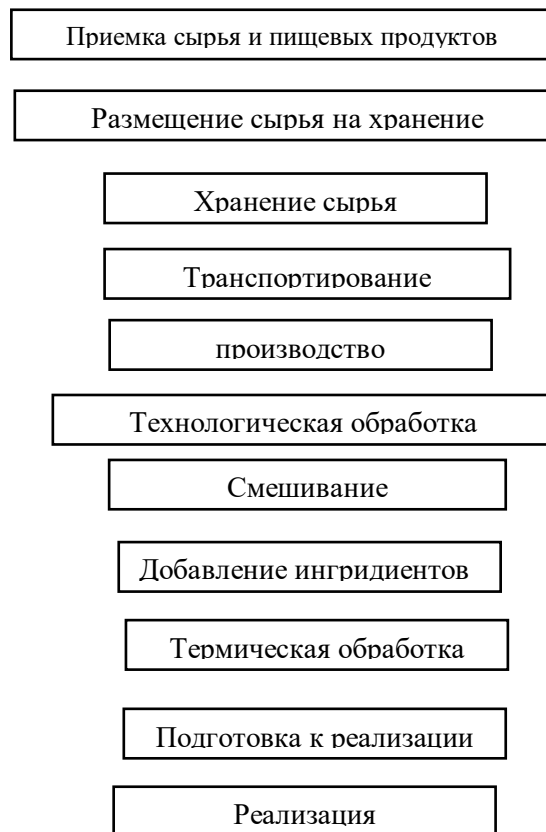 Приемка сырья и пищевых продуктов
Размещение сырья на хранение
Хранение сырья
Транспортирование
производство
Технологическая обработка
Смешивание
Добавление ингридиентов
Термическая обработка
Подготовка к реализации
Реализация